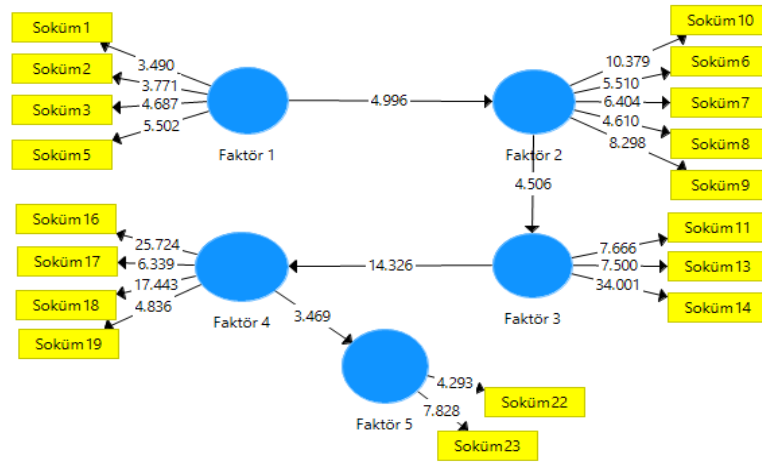 Soküm1
Soküm2
Soküm3
Soküm5
3.490
3.771
4.687
5.502
Faktör 1
4.996
Faktör 2
10.379
5.510
6.404
4.610
8.298
Soküm10
Soküm6
Soküm7
Soküm8
Soküm9
4.506
Soküm16
Soküm17
Soküm18
Soküm19
25.724
6.339
17.443
4.836
Faktör 4
14.326
Faktör 3
7.666
7.500
34.001
Soküm11
Soküm13
Soküm14
3.469
Faktör 5
4.293
7.828
Soküm22
Soküm23